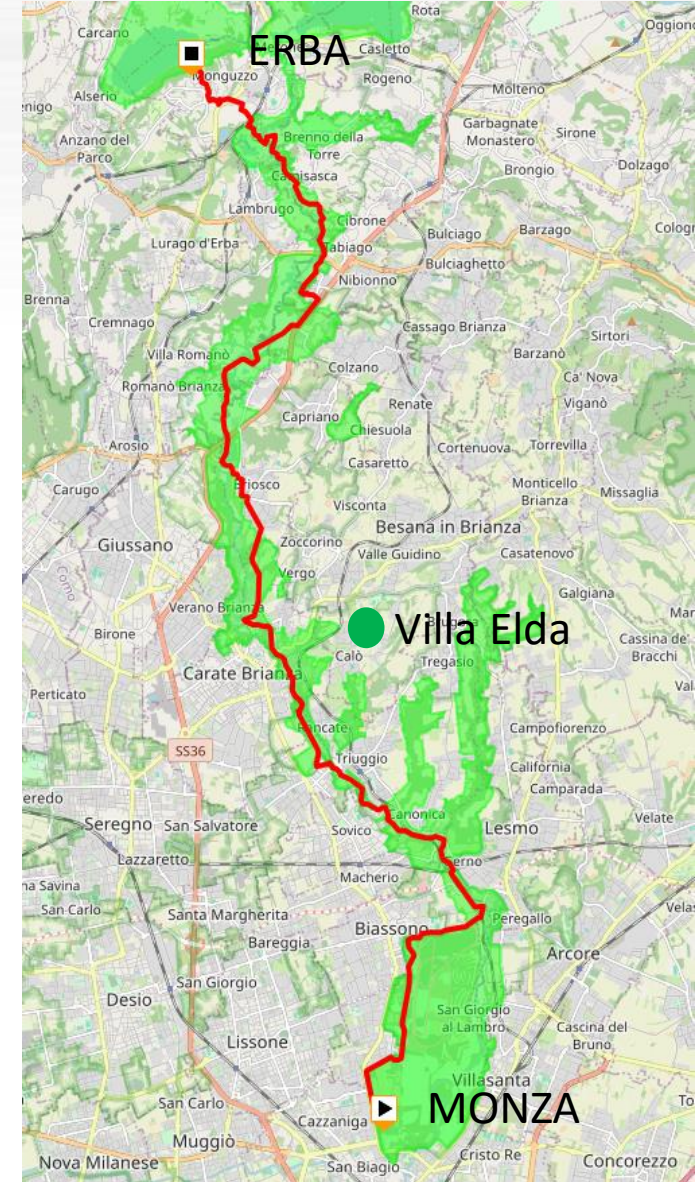 Rota
Carcano
Oggiono
ERBA
Casletto
Monguzzo
Rogeno
Alserio
Molteno
Garbagnate
Monastero
Sirone
Anzano del
Parco
Brenno della
Torre
Dolzago
Camisasca
Brongio
Lambrugo
Cibrone
Lurago d'Erba
Tabiago
Bulciago
Barzago
Bulciaghetto
Nibionno
Brenna
Cremnago
Cassago Brianza
Sirtori
Villa Romanò
Colzano
Barzanò
Romanò Brianza
Ca' Nova
Renate
Viganò
Capriano
Chiesuola
Arosio
Cortenuova
Torrevilla
Casaretto
Carugo
Briosco
Monticello
Brianza
Missaglia
Visconta
Besana in Brianza
Giussano
Zoccorino
Valle Guidino
Casatenovo
Como
Vergo
Galgiana
Verano Brianza
Birone
Villa Elda
Cassina de'
Bracchi
Calò
Tregasio
Carate Brianza
Perticato
Rancate
Campofiorenzo
SS36
Triuggio
California
Camparada
Canonica
Velate
Seregno
San Salvatore
Sovico
Lesmo
Lazzaretto
Macherio
San Carlo
Santa Margherita
Peregallo
Biassono
Bareggia
Arcore
San Giorgio
San Giorgio
al Lambro
Desio
Cascina del
Bruno
Lissone
Villasanta
San Carlo
MONZA
Cazzaniga
Muggiò
Cristo Re
Nova Milanese
San Biagio
Concorezzo